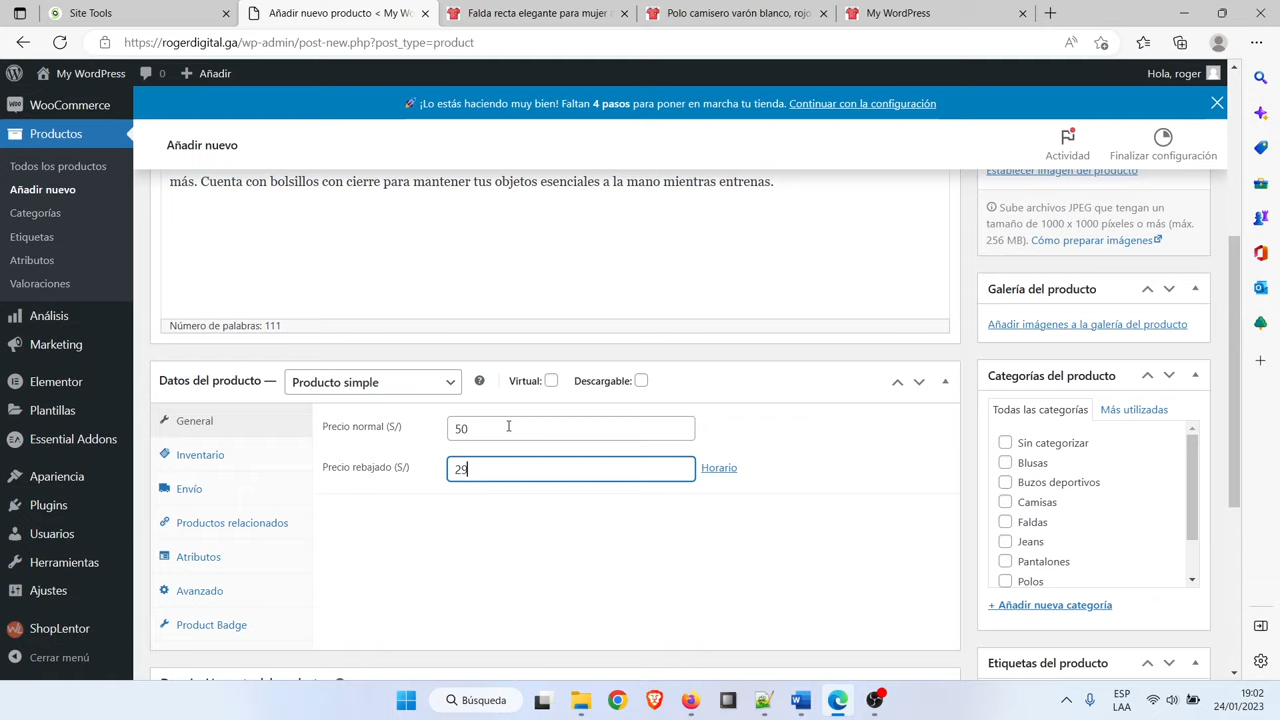 Site Tools
Añadir nuevo producto < My Wor
Falda recta elegante para mujer e
Polo camisero varón blanco, rojo,
My WordPress
https://rogerdigital.ga/wp-admin/post-new.php?post_type=product
My WordPress
0
Añadir
Hola, roger
WooCommerce
Productos
Todos los productos
Añadir nuevo
Categorías
Etiquetas
Atributos
Valoraciones
Análisis
Marketing
Elementor
Plantillas
Essential Addons
Apariencia
Plugins
Usuarios
Herramientas
Ajustes
ShopLentor
Cerrar menú
¡Lo estás haciendo muy bien! Faltan 4 pasos para poner en marcha tu tienda. Continuar con la configuración
Añadir nuevo
Actividad
Finalizar configuración
más. Cuenta con bolsillos con cierre para mantener tus objetos esenciales a la mano mientras entrenas.
Número de palabras: 111
Datos del producto —
Producto simple
Virtual:
Descargable:
General
Inventario
Envío
Productos relacionados
Atributos
Avanzado
Product Badge
Precio normal (S/)
50
Precio rebajado (S/)
29
Horario
Establecer imagen del producto
Sube archivos JPEG que tengan un
tamaño de 1000 x 1000 píxeles o más (máx.
256 MB). Cómo preparar imágenes
Galería del producto
Añadir imágenes a la galería del producto
Categorías del producto
Todas las categorías
Más utilizadas
Sin categorizar
Blusas
Buzos deportivos
Camisas
Faldas
Jeans
Pantalones
Polos
+ Añadir nueva categoría
Etiquetas del producto
Búsqueda
ESP
LAA
19:02
24/01/2023